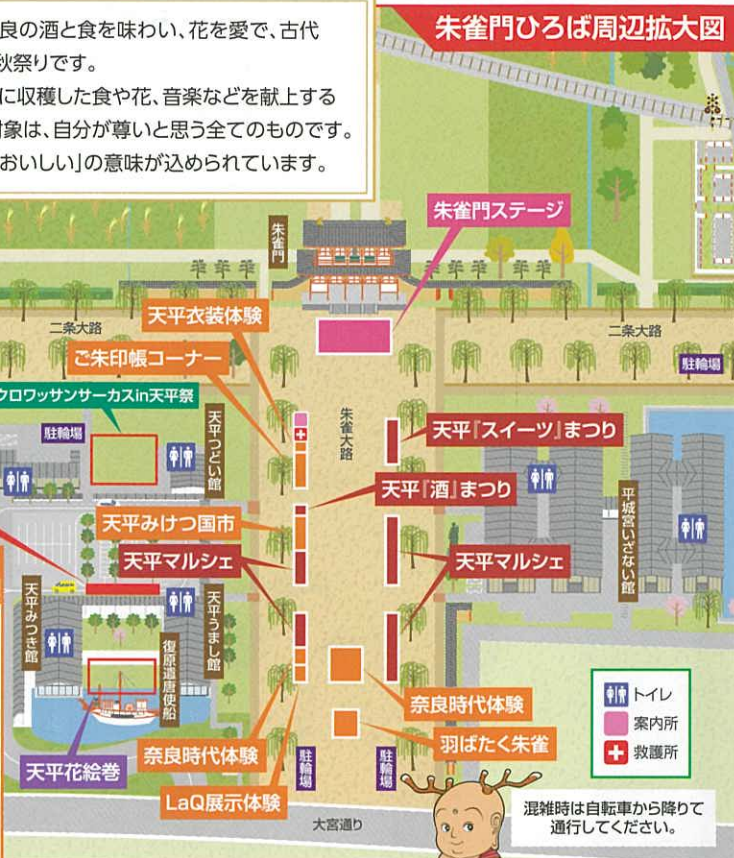 良の酒と食を味わい、花を愛で、古代
秋祭りです。
に収穫した食や花、音楽などを献上する
対象は、自分が尊いと思う全てのものです。
おいしい」の意味が込められています。
朱雀門ひろば周辺拡大図
朱雀門ステージ
朱雀門
二条大路
二条大路
天平衣装体験
ご朱印帳コーナー
駐輪場
クロワッサンサーカスin天平祭
駐輪場
天平つどい館
朱雀大路
天平『スイーツ』まつり
天平『酒』まつり
天平みけつ国市
天平マルシェ
天平マルシェ
平城宮いざない館
天平みつき館
天平うまし館
復原遣唐使船
奈良時代体験
羽ばたく朱雀
奈良時代体験
天平花絵巻
LaQ展示体験
駐輪場
駐輪場
大宮通り
トイレ
案内所
救護所
混雑時は自転車から降りて
通行してください。